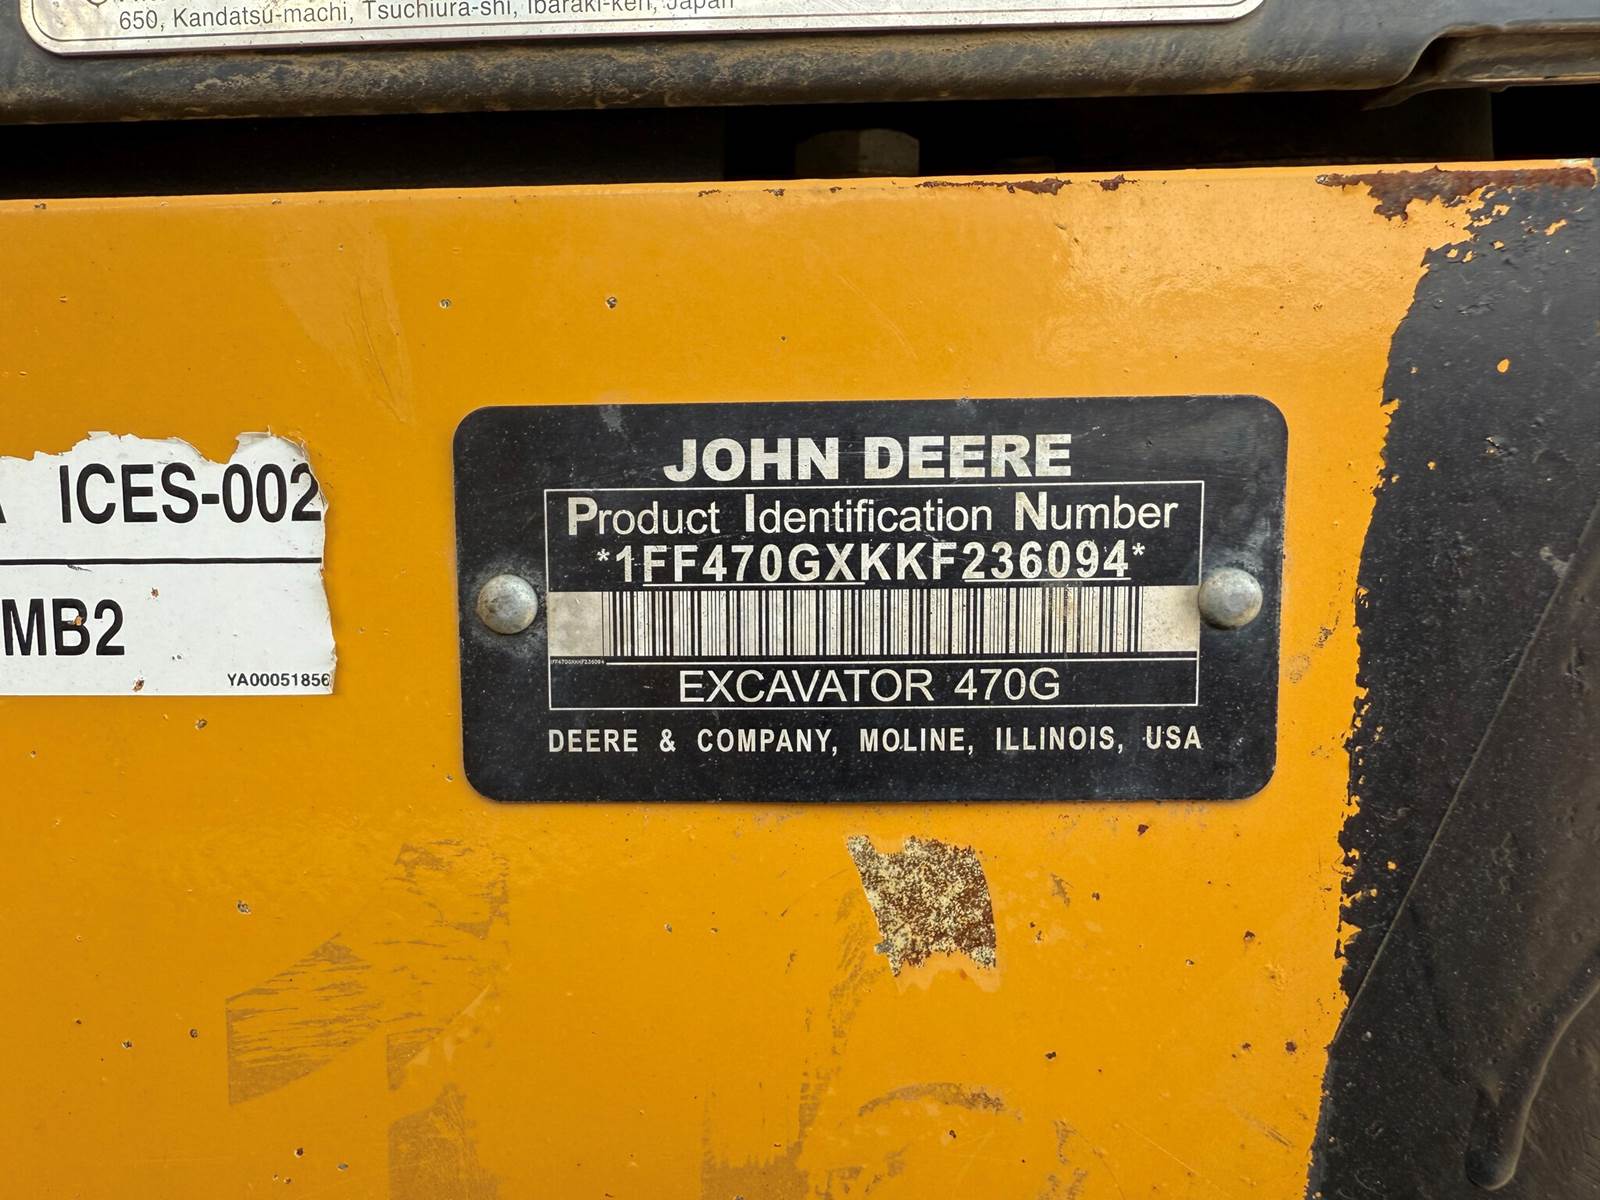 650, Kandatsu-machi, Tsuchiura-shi, Ibaraki-ken, Japan
ICES-002
MB2
YA00051856
JOHN DEERE
Product Identification Number
*1FF470GXKKF236094*
1FF470GXKKF236094
EXCAVATOR 470G
DEERE & COMPANY, MOLINE, ILLINOIS, USA